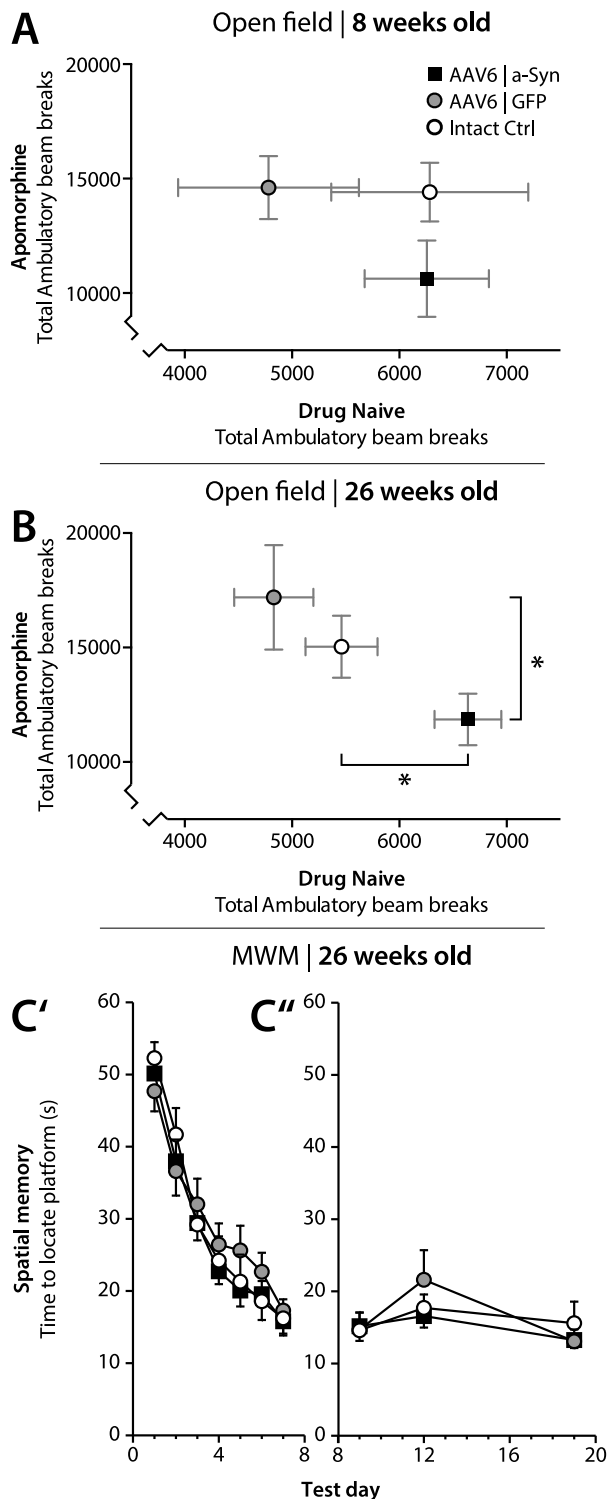 A
Open field | 8 weeks old
Apomorphine
Total Ambulatory beam breaks
20000
15000
10000
AAV6 | a-Syn
AAV6 | GFP
Intact Ctrl
4000 5000 6000 7000
Drug Naive
Total Ambulatory beam breaks
Open field | 26 weeks old
B
Apomorphine
Total Ambulatory beam breaks
20000
15000
10000
*
*
4000 5000 6000 7000
Drug Naive
Total Ambulatory beam breaks
MWM | 26 weeks old
C'
Spatial memory
Time to locate platform (s)
60
50
40
30
20
10
0
0 4 8
C"
60
50
40
30
20
10
0
8 12 16 20
Test day